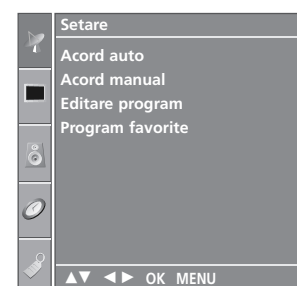 Setare
Acord auto
Acord manual
Editare program
Program favorite
▲▼ ◄► OK MENU